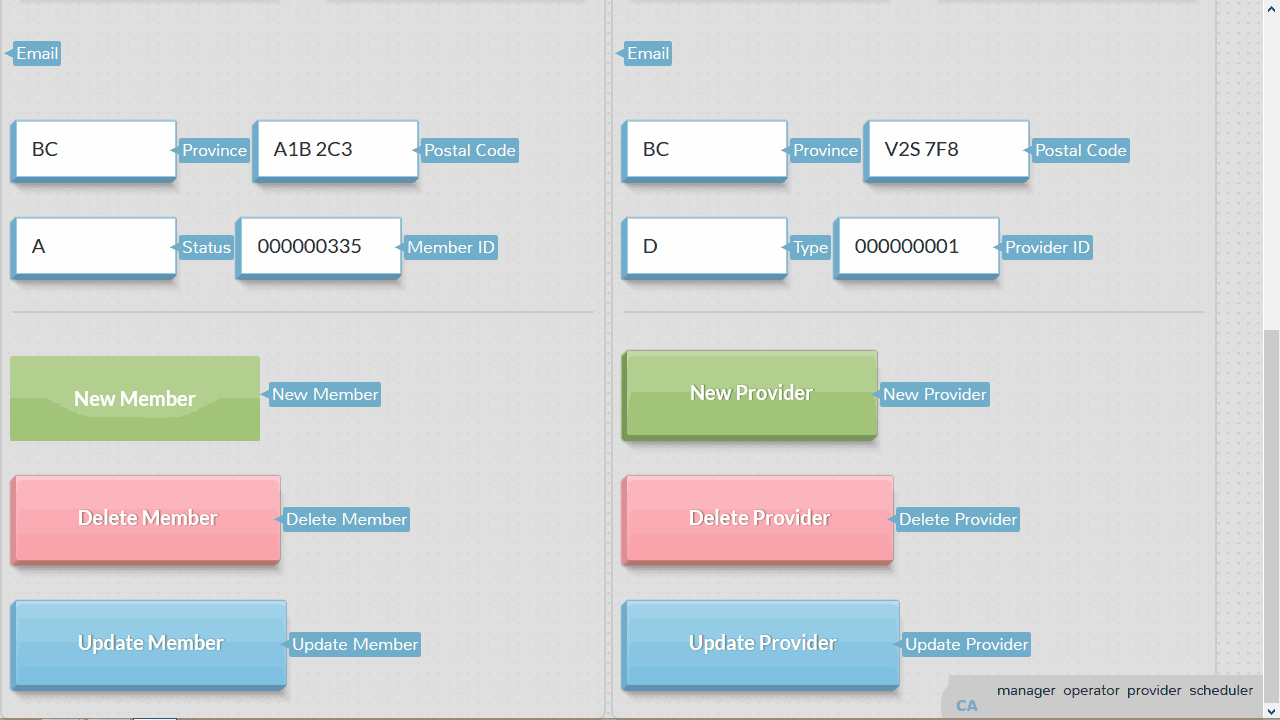 Email
Email
BC Province A1B 2C3 Postal Code
BC Province V2S 7F8 Postal Code
A Status 000000335 Member ID
D Type 000000001 Provider ID
New Member New Member
New Provider New Provider
Delete Member Delete Member
Delete Provider Delete Provider
Update Member Update Member
Update Provider Update Provider
manager operator provider scheduler
CA